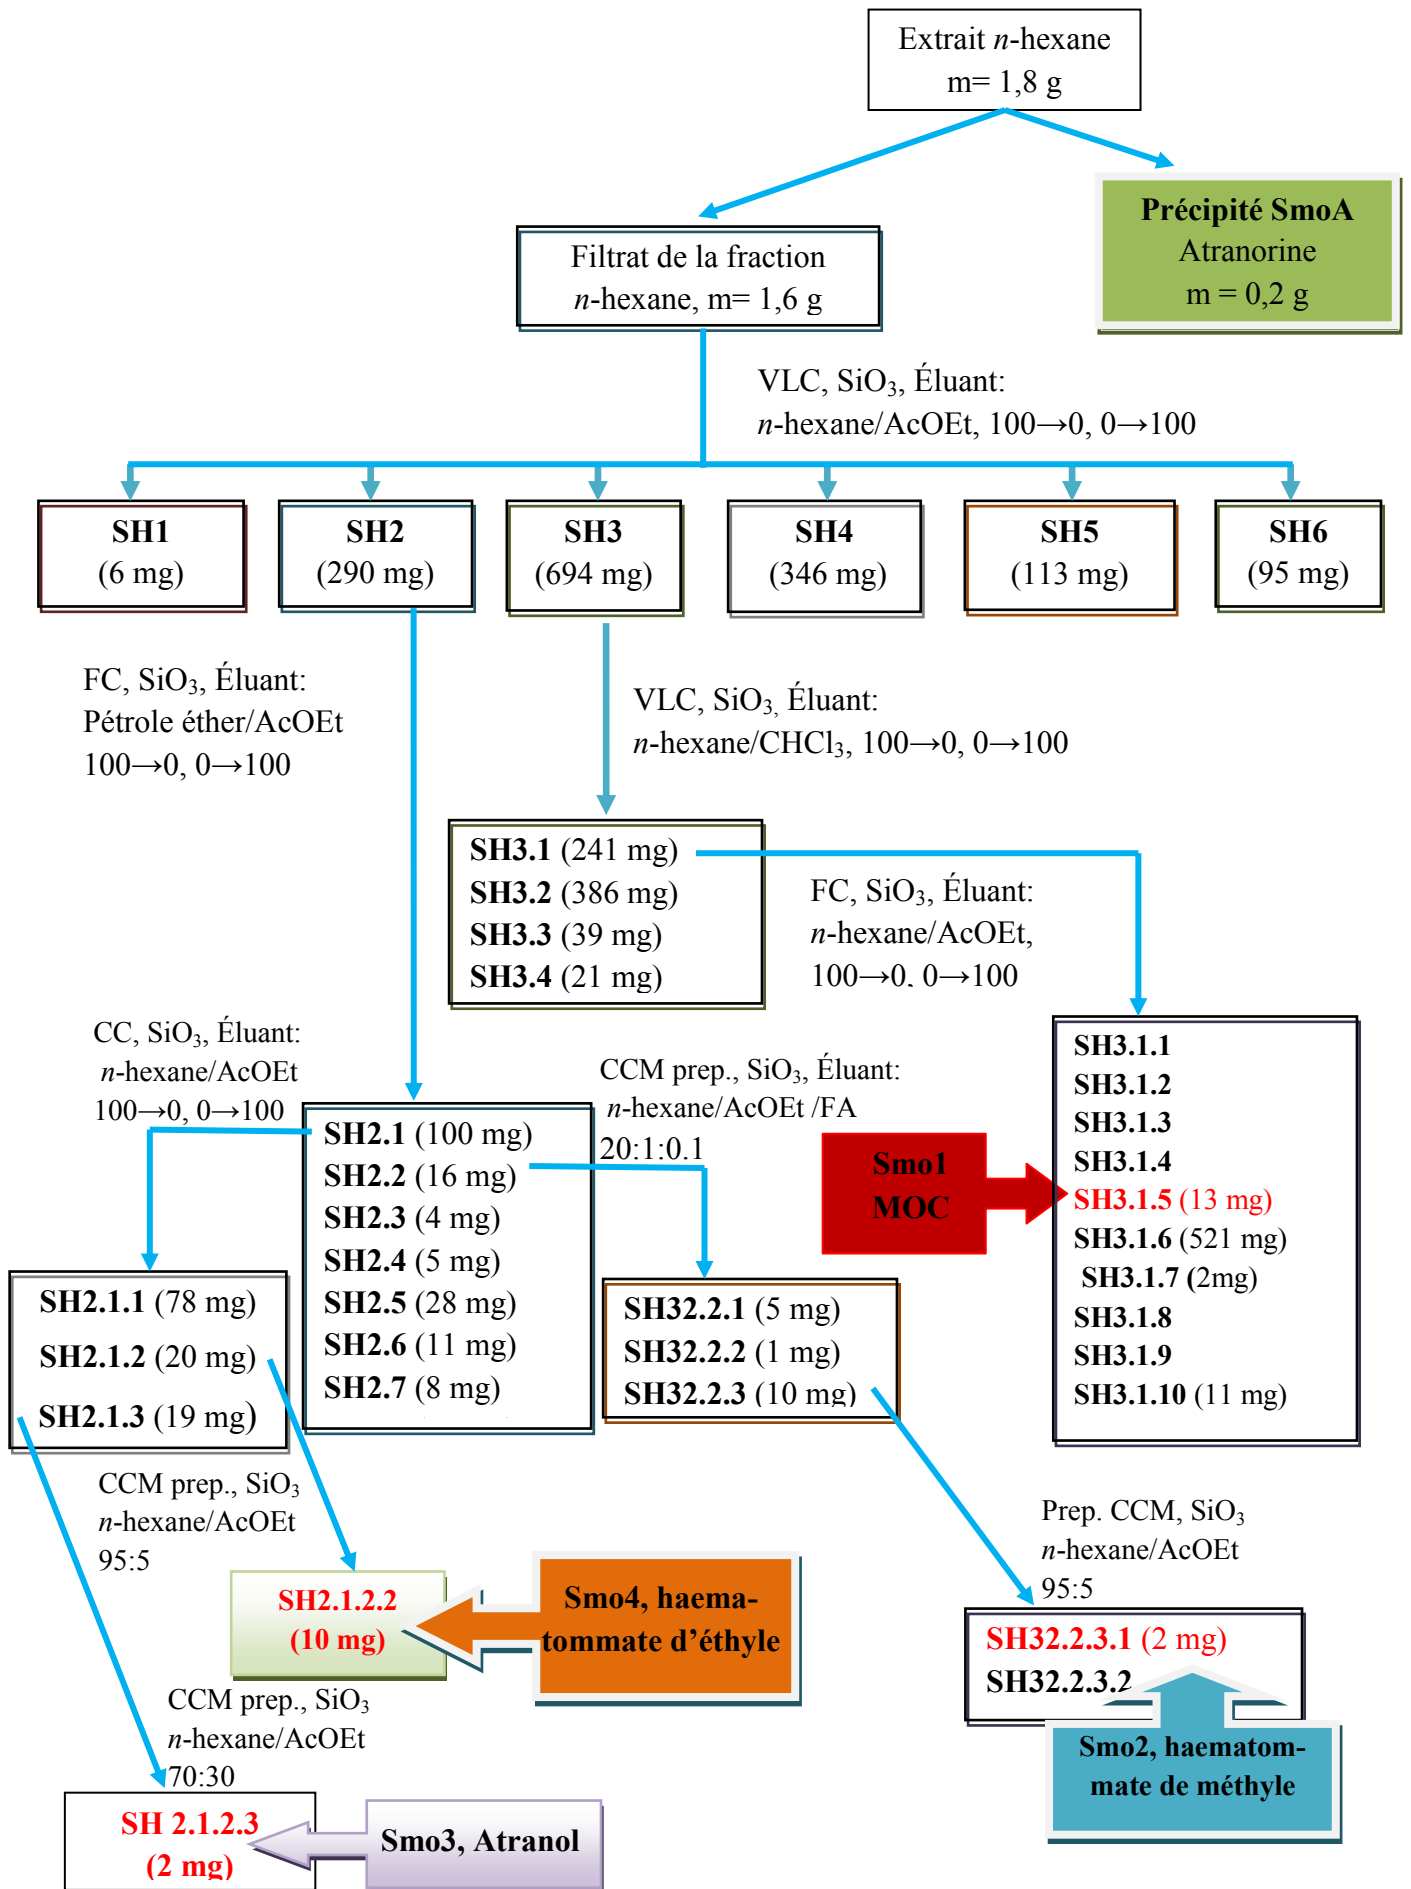 Extrait n-hexane
m= 1,8 g
Précipité SmoA
Atranorine
m = 0,2 g
Filtrat de la fraction
n-hexane, m= 1,6 g
VLC, SiO₃, Éluant:
n-hexane/AcOEt, 100→0, 0→100
SH1
(6 mg)
SH2
(290 mg)
SH3
(694 mg)
SH4
(346 mg)
SH5
(113 mg)
SH6
(95 mg)
FC, SiO₃, Éluant:
Pétrole éther/AcOEt
100→0, 0→100
VLC, SiO₃, Éluant:
n-hexane/CHCl₃, 100→0, 0→100
SH3.1 (241 mg)
SH3.2 (386 mg)
SH3.3 (39 mg)
SH3.4 (21 mg)
FC, SiO₃, Éluant:
n-hexane/AcOEt,
100→0, 0→100
CC, SiO₃, Éluant:
n-hexane/AcOEt
100→0, 0→100
CCM prep., SiO₃, Éluant:
n-hexane/AcOEt /FA
20:1:0.1
SH2.1 (100 mg)
SH2.2 (16 mg)
SH2.3 (4 mg)
SH2.4 (5 mg)
SH2.5 (28 mg)
SH2.6 (11 mg)
SH2.7 (8 mg)
Smo1
MOC
SH3.1.1
SH3.1.2
SH3.1.3
SH3.1.4
SH3.1.5 (13 mg)
SH3.1.6 (521 mg)
SH3.1.7 (2mg)
SH3.1.8
SH3.1.9
SH3.1.10 (11 mg)
SH2.1.1 (78 mg)
SH2.1.2 (20 mg)
SH2.1.3 (19 mg)
SH32.2.1 (5 mg)
SH32.2.2 (1 mg)
SH32.2.3 (10 mg)
CCM prep., SiO₃
n-hexane/AcOEt
95:5
Prep. CCM, SiO₃
n-hexane/AcOEt
95:5
SH2.1.2.2
(10 mg)
Smo4, haema-
tommate d’éthyle
SH32.2.3.1 (2 mg)
SH32.2.3.2
Smo2, haematom-
mate de méthyle
CCM prep., SiO₃
n-hexane/AcOEt
70:30
SH 2.1.2.3
(2 mg)
Smo3, Atranol